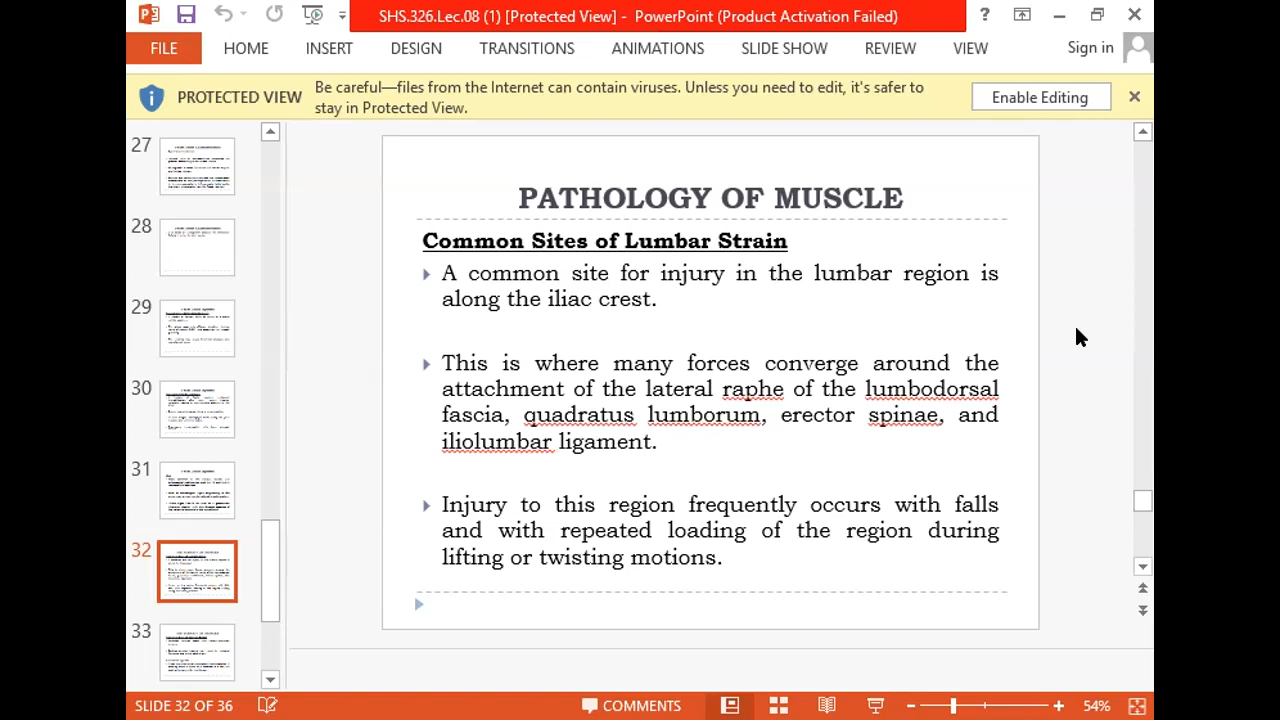 SHS.326.Lec.08 (1) [Protected View] - PowerPoint (Product Activation Failed)
FILE HOME INSERT DESIGN TRANSITIONS ANIMATIONS SLIDE SHOW REVIEW VIEW Sign in
PROTECTED VIEW
Be careful—files from the Internet can contain viruses. Unless you need to edit, it's safer to
stay in Protected View.
Enable Editing
27
28
29
30
31
32
33
PATHOLOGY OF MUSCLE
Common Sites of Lumbar Strain
A common site for injury in the lumbar region is
along the iliac crest.
This is where many forces converge around the
attachment of the lateral raphe of the lumbodorsal
fascia, quadratus lumborum, erector spinae, and
iliolumbar ligament.
Injury to this region frequently occurs with falls
and with repeated loading of the region during
lifting or twisting motions.
SLIDE 32 OF 36 COMMENTS 54%